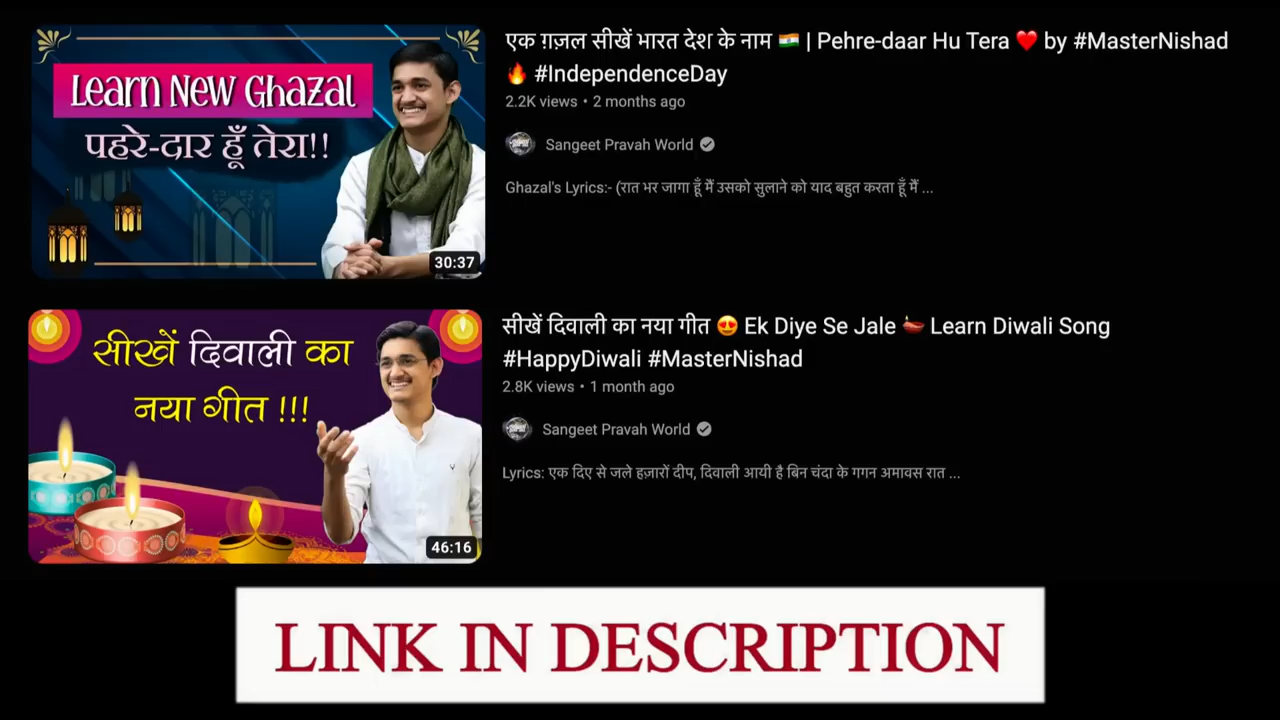 Learn New Ghazal
पहरे-दार हूँ तेरा!!
30:37
एक ग़ज़ल सीखें भारत देश के नाम 🇮🇳 | Pehre-daar Hu Tera ❤️ by #MasterNishad
🔥 #IndependenceDay
2.2K views • 2 months ago
Sangeet Pravah World
Ghazal's Lyrics:- (रात भर जागा हूँ मैं उसको सुलाने को याद बहुत करता हूँ मैं ...
सीखें दिवाली का
नया गीत !!!
46:16
सीखें दिवाली का नया गीत 😍 Ek Diye Se Jale 🪔 Learn Diwali Song
#HappyDiwali #MasterNishad
2.8K views • 1 month ago
Sangeet Pravah World
Lyrics: एक दिए से जले हज़ारों दीप, दिवाली आयी है बिन चंदा के गगन अमावस रात ...
LINK IN DESCRIPTION